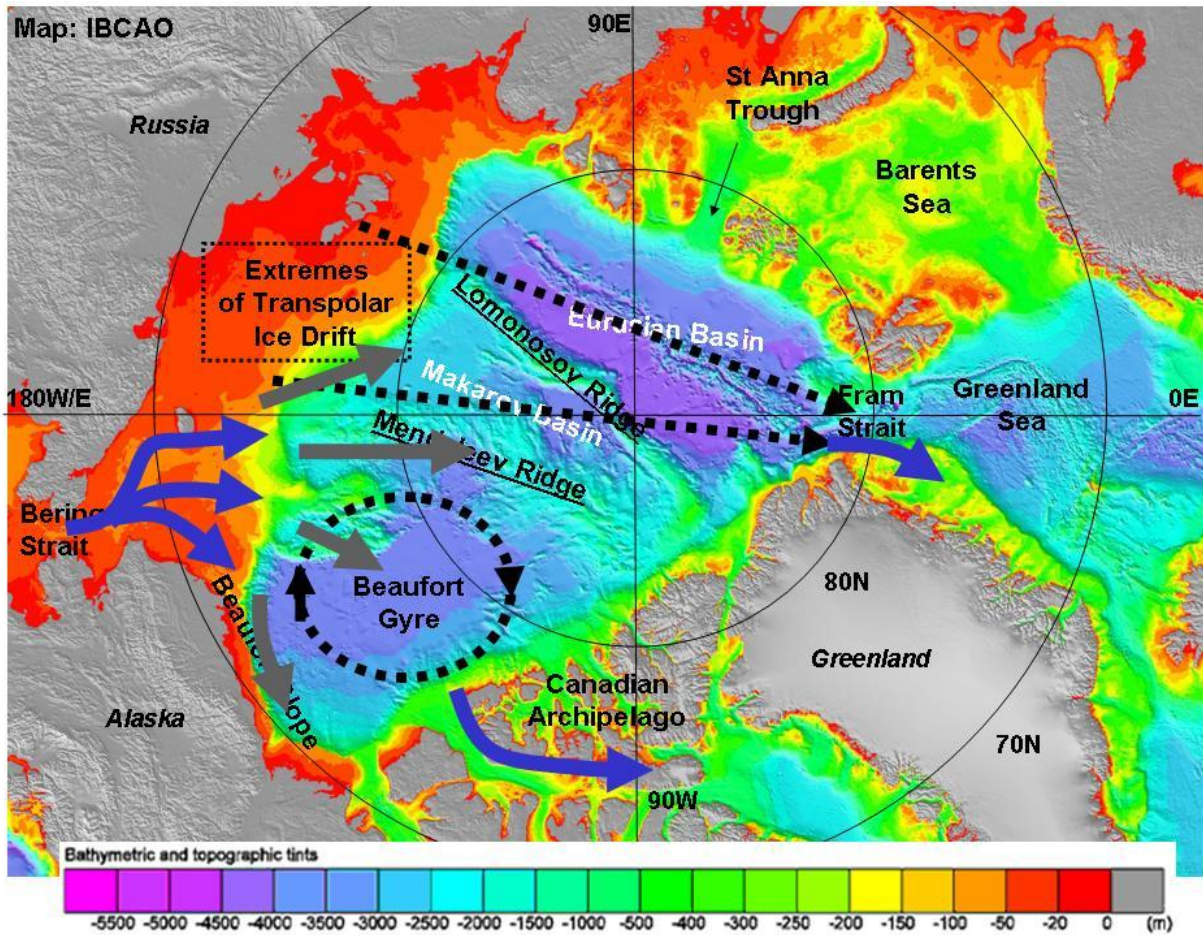 Map: IBCAO
90E
St Anna
Trough
Russia
Barents
Sea
Extremes
of Transpolar
Ice Drift
Lomonosov Ridge
Eurasian Basin
180W/E
Makarov basin
Fram
Strait
Greenland
Sea
0E
Mendeleev Ridge
Bering
Strait
Beaufort
Gyre
Beaufort Slope
80N
Greenland
Canadian
Archipelago
Alaska
70N
90W
Bathymetric and topographic tints
-5500 -5000 -4500 -4000 -3500 -3000 -2500 -2000 -1500 -1000 -500 -400 -300 -250 -200 -150 -100 -50 -20 0 (m)